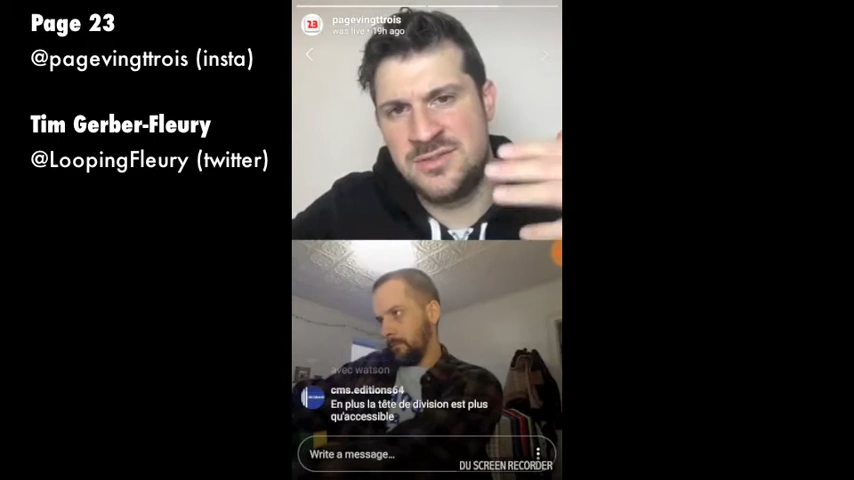 Page 23
@pagevingttrois (insta)
Tim Gerber-Fleury
@LoopingFleury (twitter)
23
pagevingttrois
was live • 19h ago
avec watson
cms.editions64
En plus la tête de division est plus
qu'accessible
Write a message...
DU SCREEN RECORDER